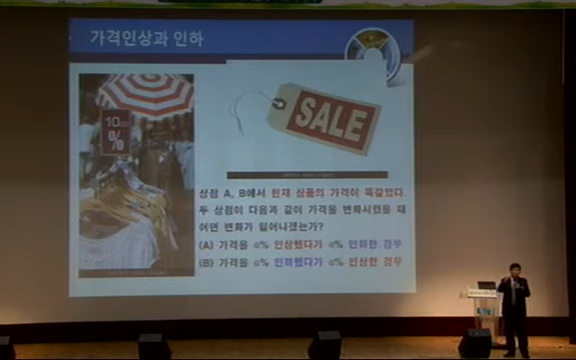 가격인상과 인하
10
%
SALE
상점 A, B에서 현재 상품의 가격이 똑같았다.
두 상점이 다음과 같이 가격을 변화시켰을 때
어떤 변화가 일어나겠는가?
(A) 가격을 a% 인상했다가 a% 인하한 경우
(B) 가격을 a% 인하했다가 a% 인상한 경우